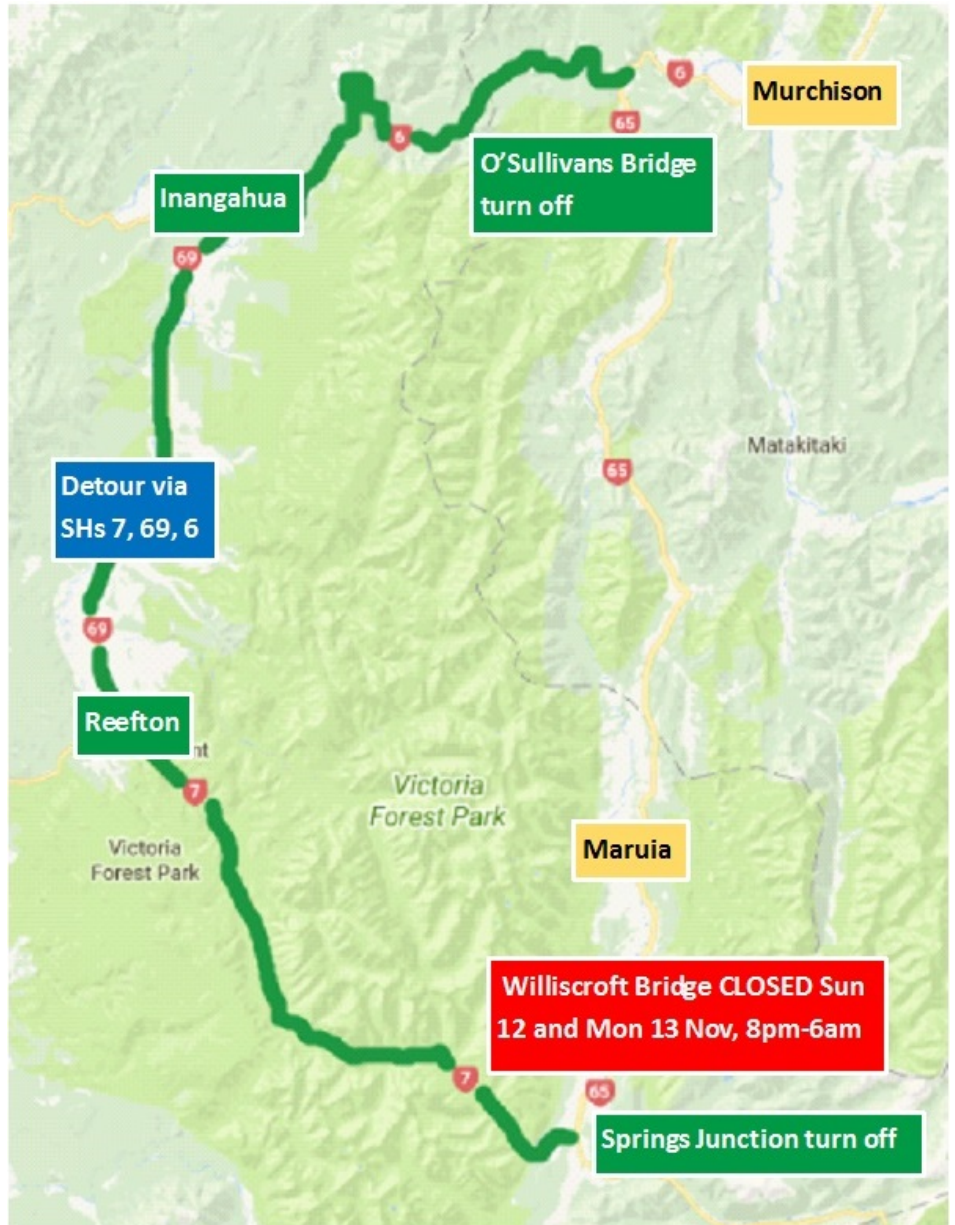 6
Murchison
65
6
O'Sullivans Bridge
turn off
Inangahua
69
Matakitaki
65
Detour via
SHs 7, 69, 6
69
Reefton
nt
7
Victoria
Forest Park
Victoria
Forest Park
Maruia
Williscroft Bridge CLOSED Sun
12 and Mon 13 Nov, 8pm-6am
7
65
Springs Junction turn off